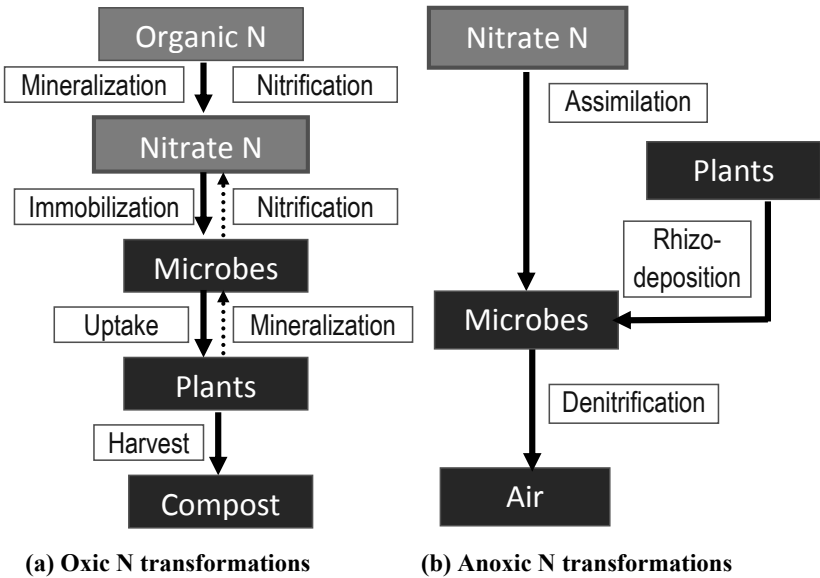 Organic N
Mineralization
Nitrification
Nitrate N
Immobilization
Nitrification
Microbes
Uptake
Mineralization
Plants
Harvest
Compost
(a) Oxic N transformations
Nitrate N
Assimilation
Plants
Rhizo-
deposition
Microbes
Denitrification
Air
(b) Anoxic N transformations